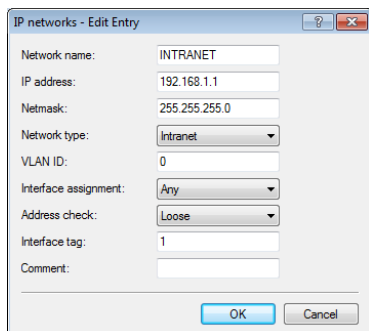 IP networks - Edit Entry
Network name: INTRANET
IP address: 192.168.1.1
Netmask: 255.255.255.0
Network type: Intranet
VLAN ID: 0
Interface assignment: Any
Address check: Loose
Interface tag: 1
Comment:
OK Cancel